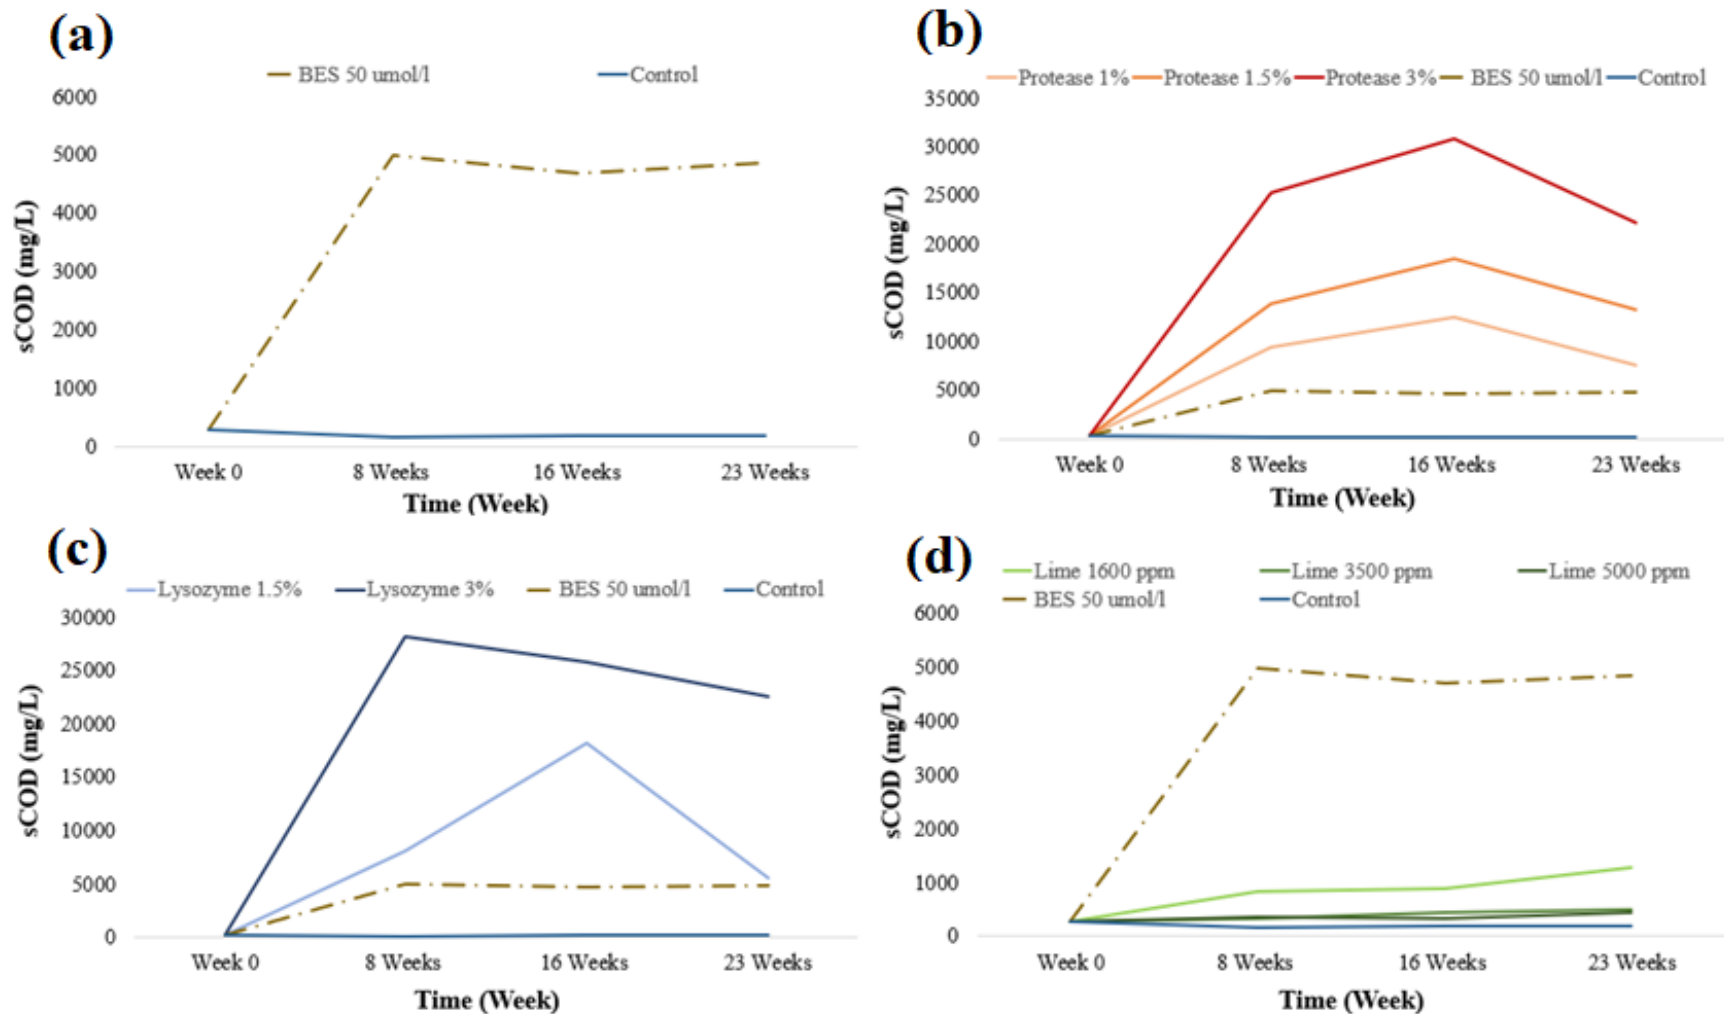 (a)
BES 50 umol/l Control
6000
5000
4000
3000
2000
1000
0
sCOD (mg/L)
Week 0 8 Weeks 16 Weeks 23 Weeks
Time (Week)
(b)
Protease 1% Protease 1.5% Protease 3% BES 50 umol/l Control
35000
30000
25000
20000
15000
10000
5000
0
sCOD (mg/L)
Week 0 8 Weeks 16 Weeks 23 Weeks
Time (Week)
(c)
Lysozyme 1.5% Lysozyme 3% BES 50 umol/l Control
30000
25000
20000
15000
10000
5000
0
sCOD (mg/L)
Week 0 8 Weeks 16 Weeks 23 Weeks
Time (Week)
(d)
Lime 1600 ppm Lime 3500 ppm Lime 5000 ppm
BES 50 umol/l Control
6000
5000
4000
3000
2000
1000
0
sCOD (mg/L)
Week 0 8 Weeks 16 Weeks 23 Weeks
Time (Week)